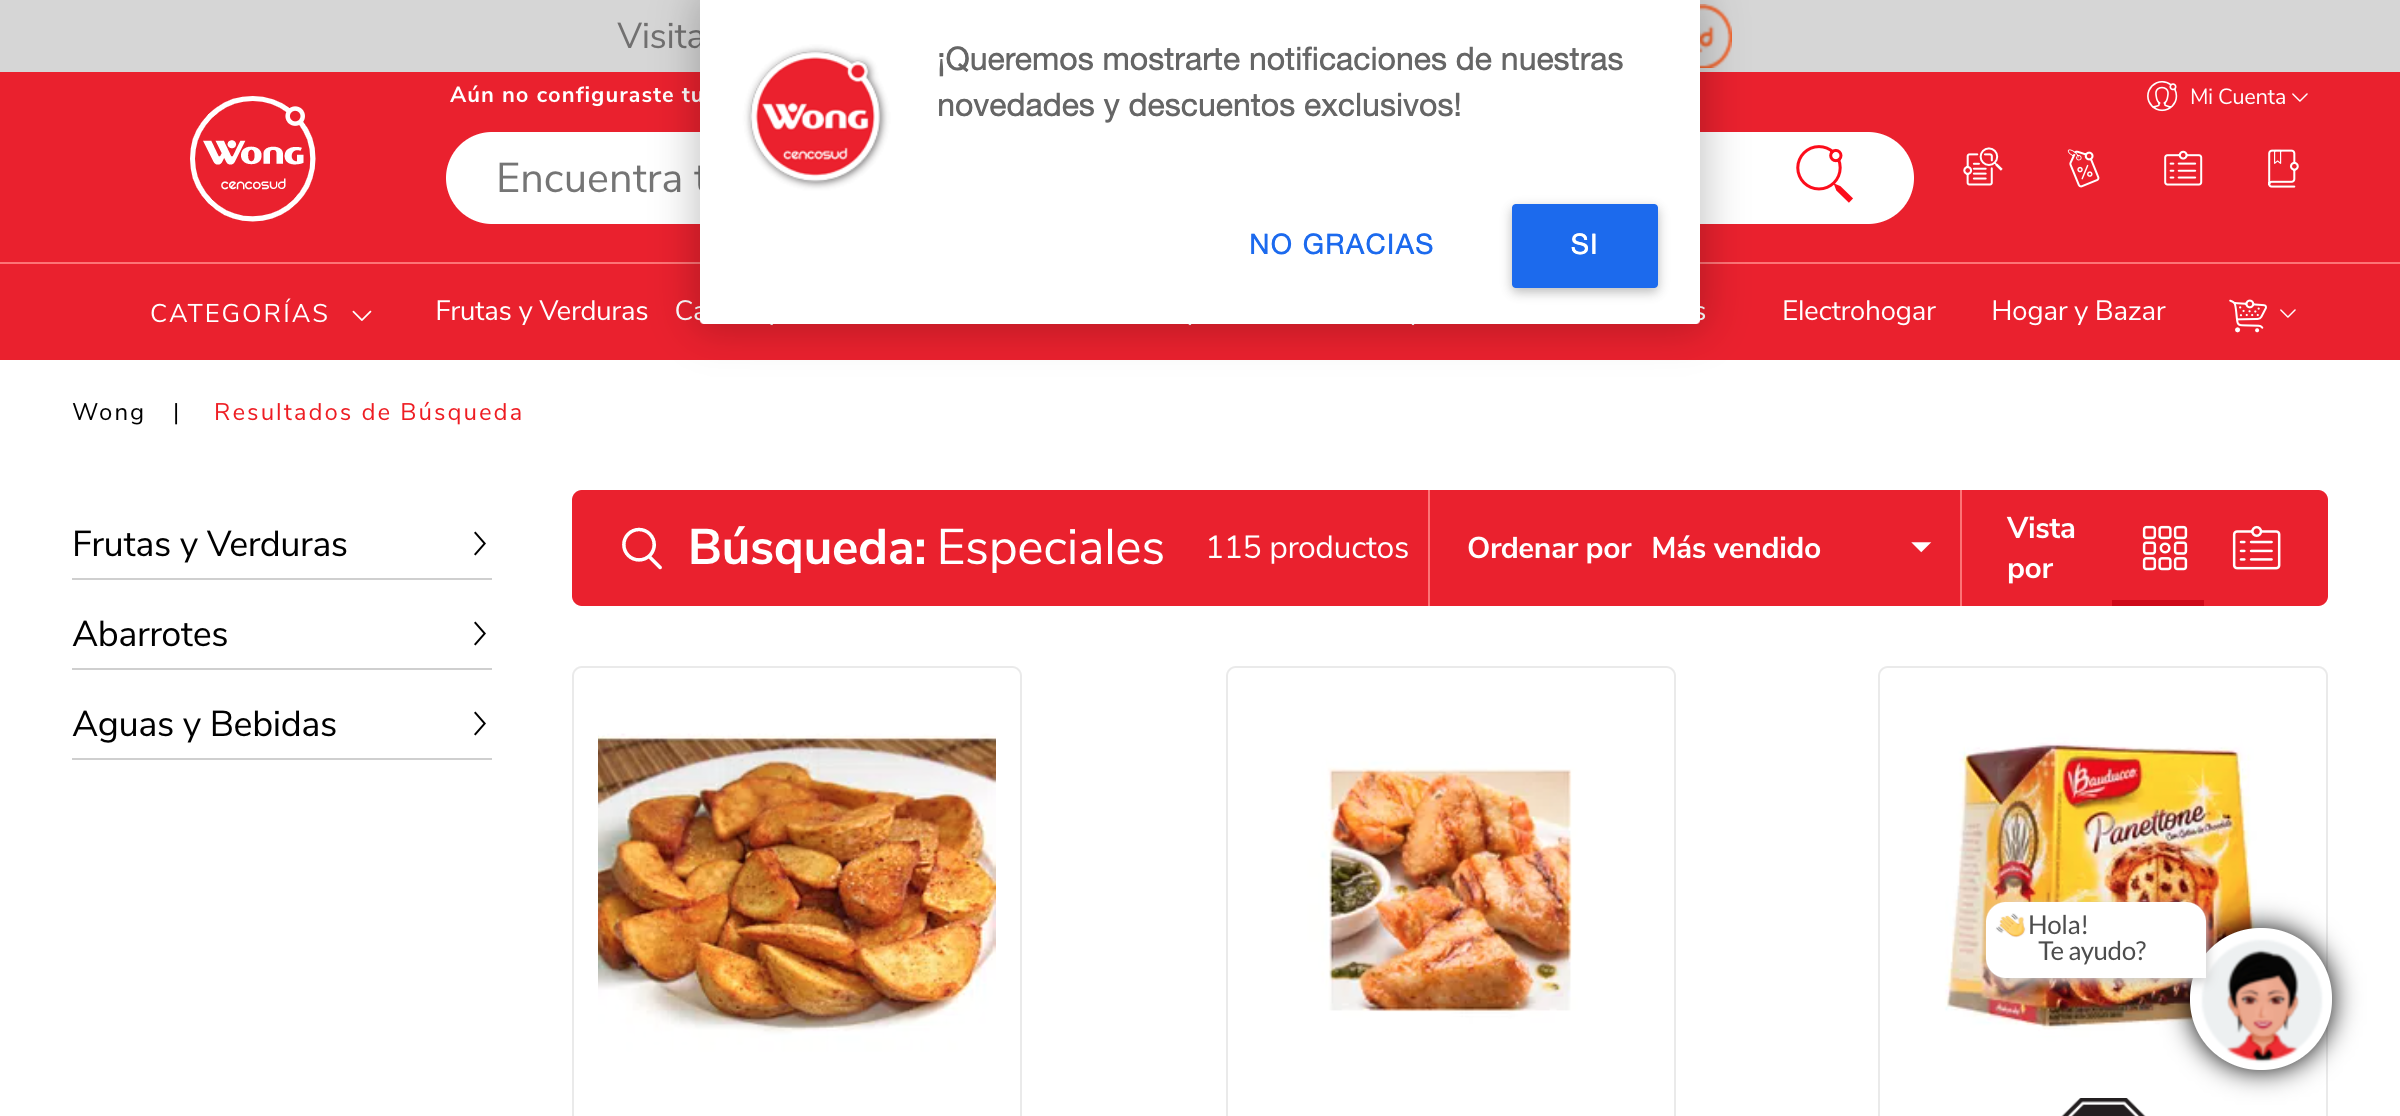 Visita
¡Queremos mostrarte notificaciones de nuestras
novedades y descuentos exclusivos!
Wong
cencosud
NO GRACIAS
SI
Aún no configuraste tu
Mi Cuenta
Wong
cencosud
Encuentra
CATEGORÍAS
Frutas y Verduras
Electrohogar
Hogar y Bazar
Wong | Resultados de Búsqueda
Frutas y Verduras
Abarrotes
Aguas y Bebidas
Búsqueda: Especiales
115 productos
Ordenar por Más vendido
Vista
por
Bauducco
Panettone
Hola!
Te ayudo?